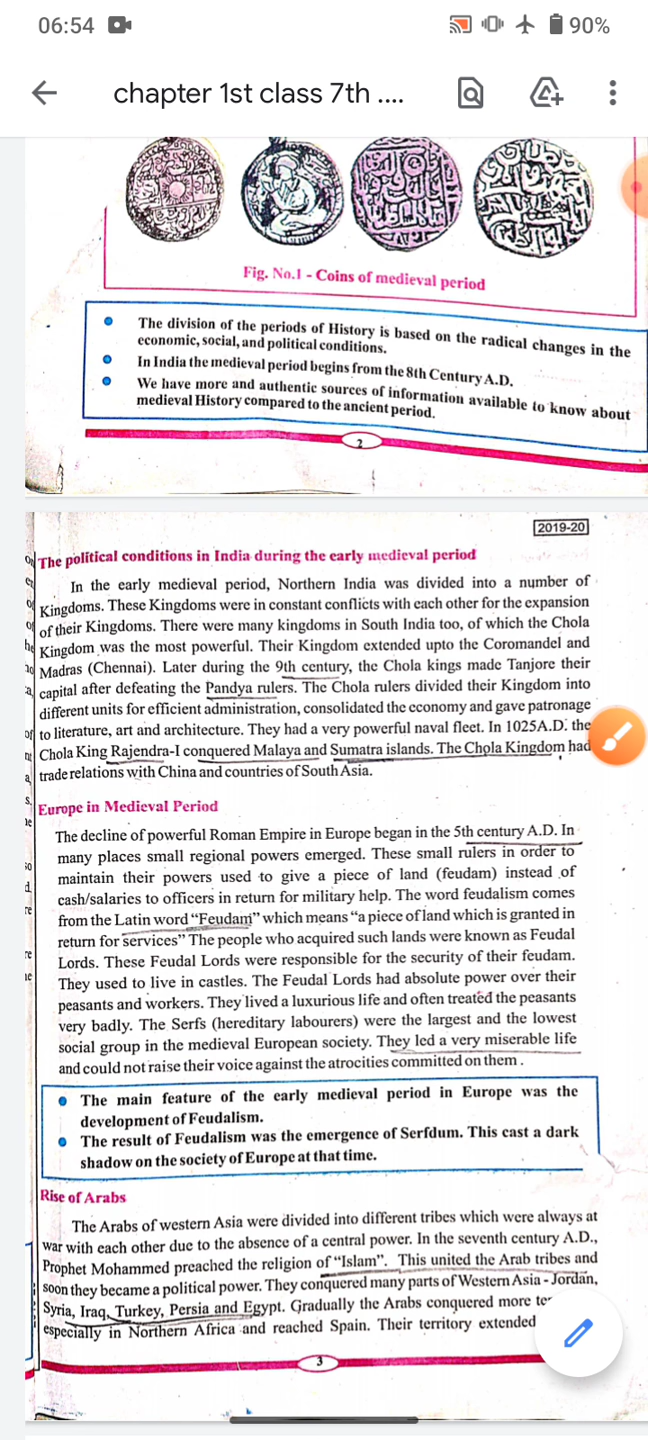 06:54
90%
chapter 1st class 7th ....
Fig. No.1 - Coins of medieval period
The division of the periods of History is based on the radical changes in the
economic, social, and political conditions.
In India the medieval period begins from the 8th Century A.D.
We have more and authentic sources of information available to know about
medieval History compared to the ancient period.
2
2019-20
The political conditions in India during the early medieval period
In the early medieval period, Northern India was divided into a number of
Kingdoms. These Kingdoms were in constant conflicts with each other for the expansion
of their Kingdoms. There were many kingdoms in South India too, of which the Chola
Kingdom was the most powerful. Their Kingdom extended upto the Coromandel and
Madras (Chennai). Later during the 9th century, the Chola kings made Tanjore their
capital after defeating the Pandya rulers. The Chola rulers divided their Kingdom into
different units for efficient administration, consolidated the economy and gave patronage
to literature, art and architecture. They had a very powerful naval fleet. In 1025A.D. the
Chola King Rajendra-I conquered Malaya and Sumatra islands. The Chola Kingdom had
trade relations with China and countries of South Asia.
Europe in Medieval Period
The decline of powerful Roman Empire in Europe began in the 5th century A.D. In
many places small regional powers emerged. These small rulers in order to
maintain their powers used to give a piece of land (feudam) instead of
cash/salaries to officers in return for military help. The word feudalism comes
from the Latin word “Feudam” which means “a piece of land which is granted in
return for services” The people who acquired such lands were known as Feudal
Lords. These Feudal Lords were responsible for the security of their feudam.
They used to live in castles. The Feudal Lords had absolute power over their
peasants and workers. They lived a luxurious life and often treated the peasants
very badly. The Serfs (hereditary labourers) were the largest and the lowest
social group in the medieval European society. They led a very miserable life
and could not raise their voice against the atrocities committed on them .
The main feature of the early medieval period in Europe was the
development of Feudalism.
The result of Feudalism was the emergence of Serfdum. This cast a dark
shadow on the society of Europe at that time.
Rise of Arabs
The Arabs of western Asia were divided into different tribes which were always at
war with each other due to the absence of a central power. In the seventh century A.D.,
Prophet Mohammed preached the religion of “Islam”. This united the Arab tribes and
soon they became a political power. They conquered many parts of Western Asia - Jordan,
Syria, Iraq, Turkey, Persia and Egypt. Gradually the Arabs conquered more
especially in Northern Africa and reached Spain. Their territory extended
3